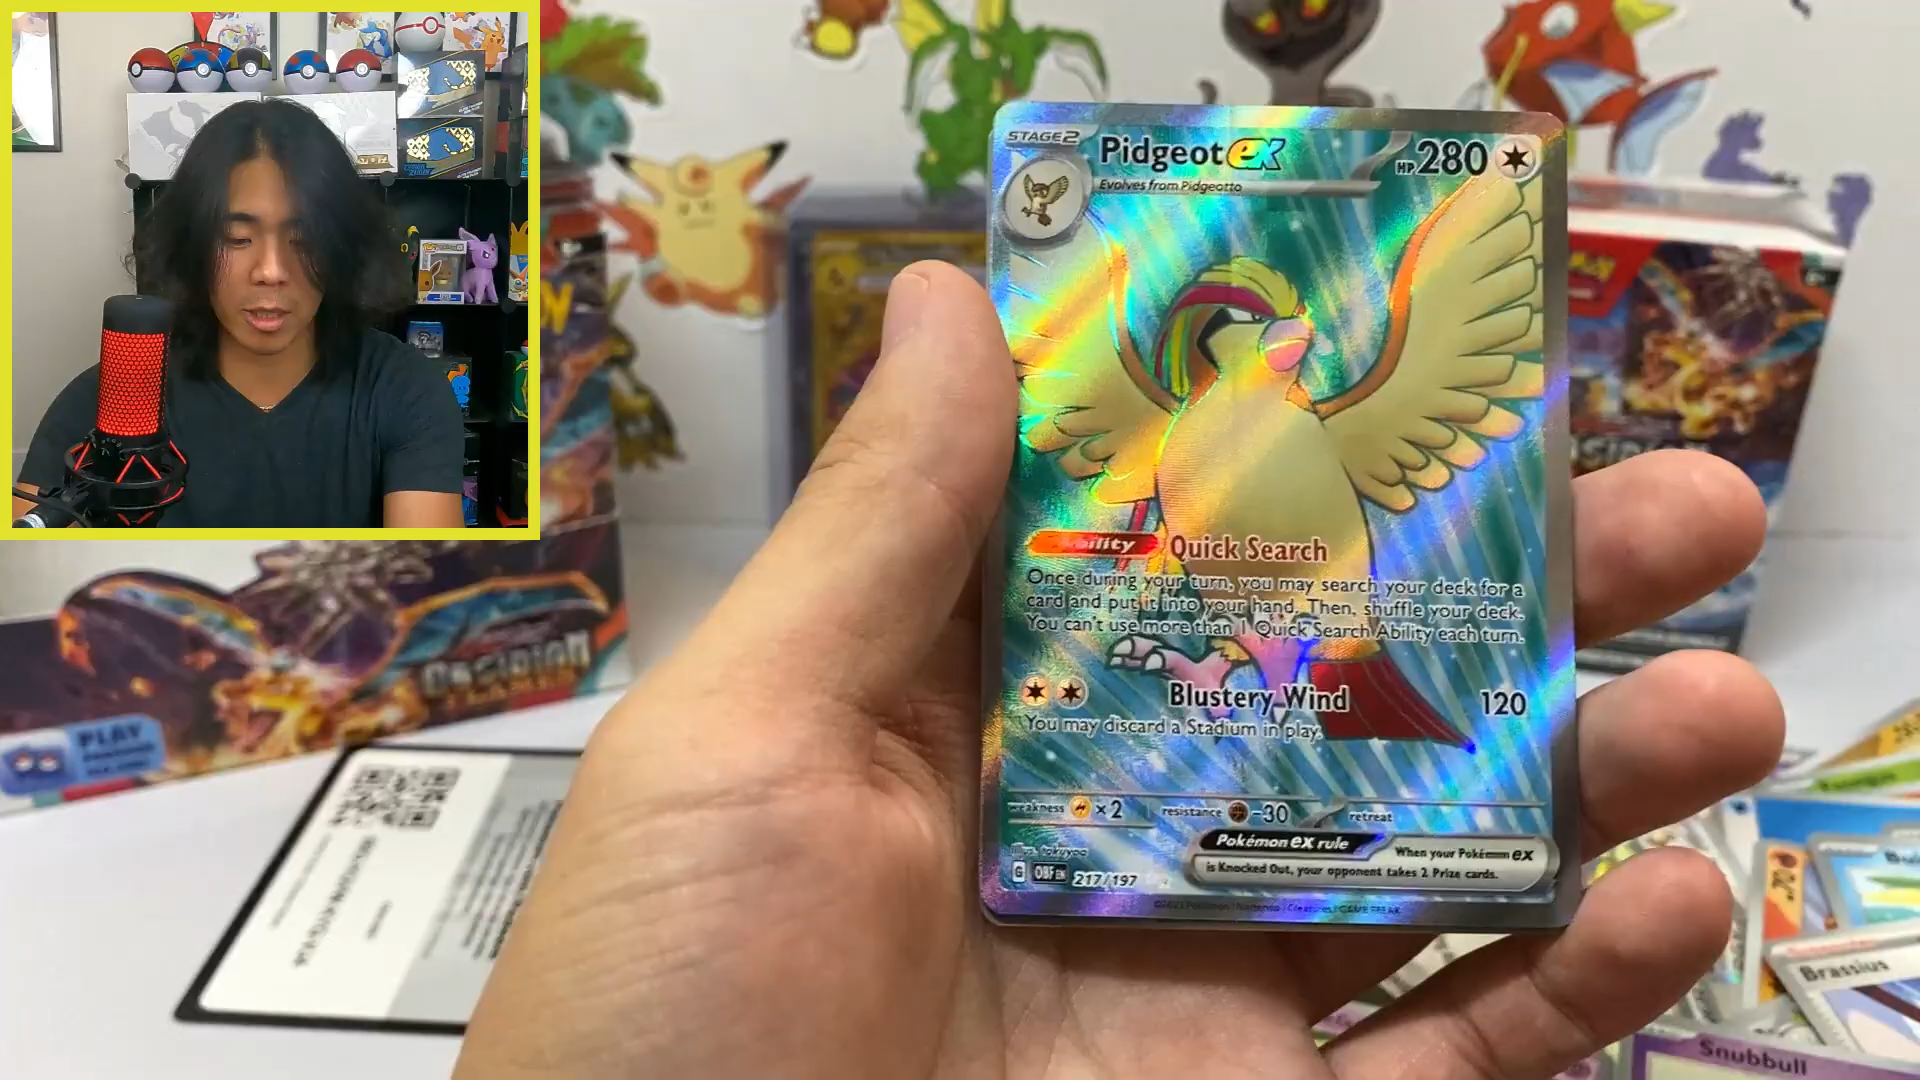 STAGE2
Pidgeot ex
HP 280
Evolves from Pidgeotto
Ability Quick Search
Once during your turn, you may search your deck for a
card and put it into your hand. Then, shuffle your deck.
You can't use more than 1 Quick Search Ability each turn.
Blustery Wind 120
You may discard a Stadium in play.
weakness ×2 resistance -30 retreat
Pokémon ex rule
When your Pokémon ex
is Knocked Out, your opponent takes 2 Prize cards.
G OBF EN 217/197
PLAY
Brassius
Snubbull